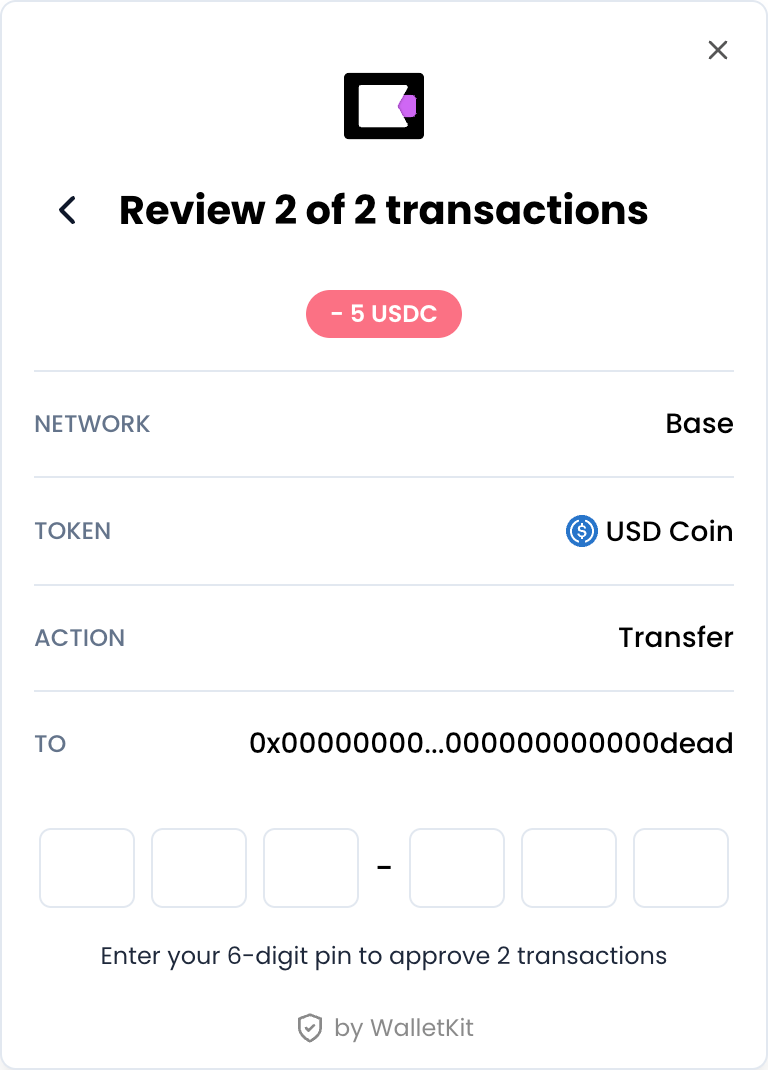 Review 2 of 2 transactions
- 5 USDC
NETWORK Base
TOKEN USD Coin
ACTION Transfer
TO 0x00000000...000000000000dead
-
Enter your 6-digit pin to approve 2 transactions
by WalletKit